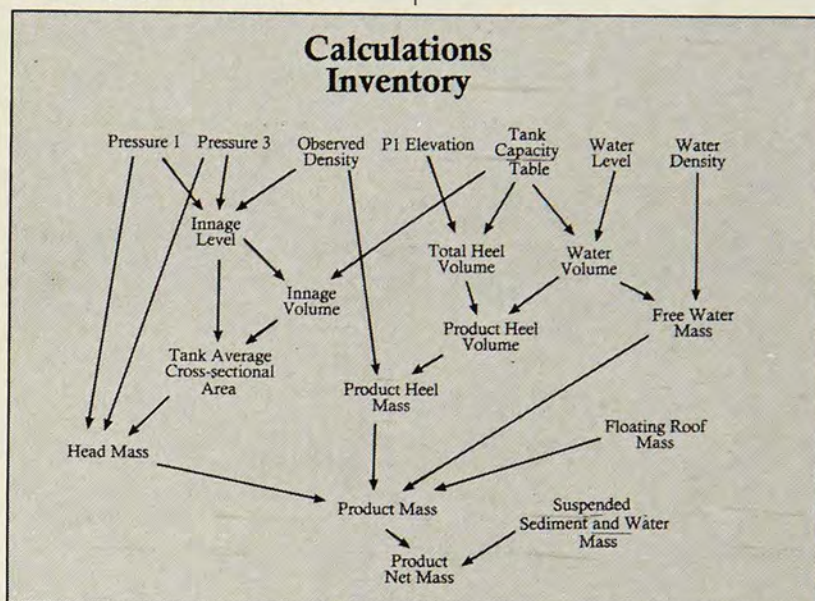 Calculations
Inventory
Pressure 1
Pressure 3
Observed
Density
P1 Elevation
Tank
Capacity
Table
Water
Level
Water
Density
Innage
Level
Total Heel
Volume
Water
Volume
Innage
Volume
Free Water
Mass
Product Heel
Volume
Tank Average
Cross-sectional
Area
Product Heel
Mass
Floating Roof
Mass
Head Mass
Product Mass
Suspended
Sediment and Water
Mass
Product
Net Mass